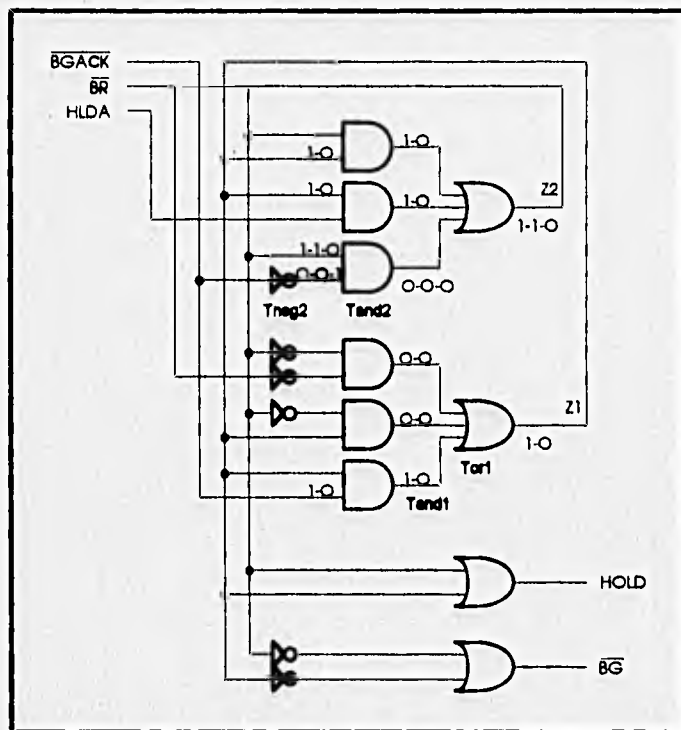 BGACK
BR
HLDA
1-0
1-0
1-0
1-0
Z2
1-1-0
1-1-0
0-0-1
0-0-0
Tneg2 Tand2
0-0
Z1
0-0
1-0
Tor1
1-0
1-0
Tand1
HOLD
BG